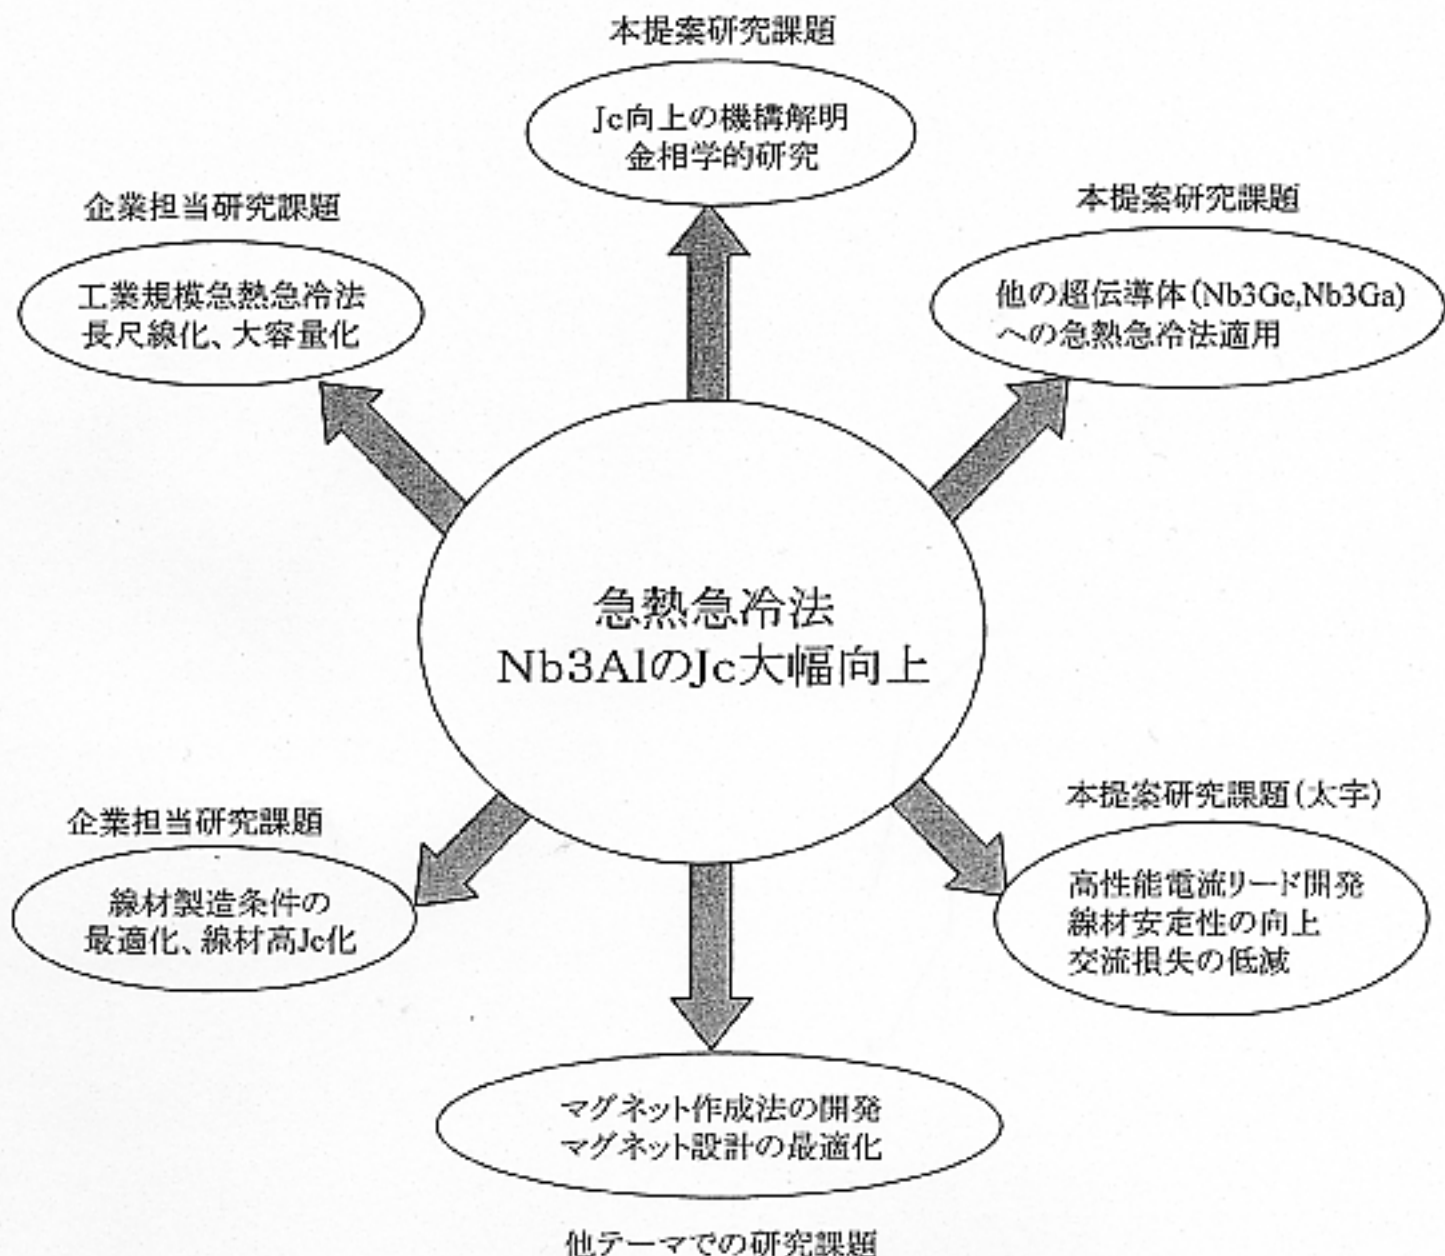 本提案研究課題
Jc向上の機構解明
金相学的研究
企業担当研究課題
工業規模急熱急冷法
長尺線化、大容量化
本提案研究課題
他の超伝導体(Nb3Ge,Nb3Ga)
への急熱急冷法適用
急熱急冷法
Nb3AlのJc大幅向上
企業担当研究課題
線材製造条件の
最適化、線材高Jc化
本提案研究課題(太字)
高性能電流リード開発
線材安定性の向上
交流損失の低減
マグネット作成法の開発
マグネット設計の最適化
他テーマでの研究課題